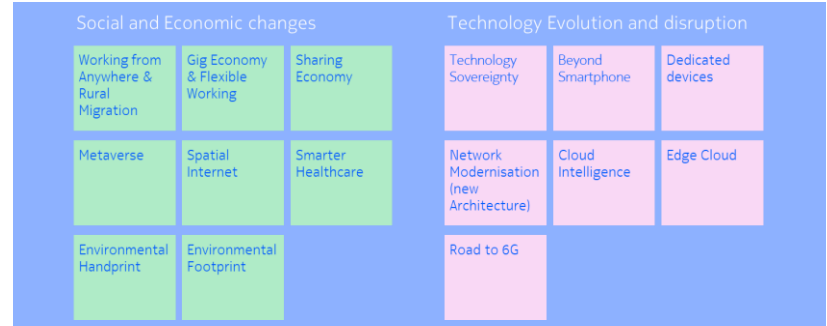 Social and Economic changes
Working from
Anywhere &
Rural
Migration
Gig Economy
& Flexible
Working
Sharing
Economy
Metaverse
Spatial
Internet
Smarter
Healthcare
Environmental
Handprint
Environmental
Footprint
Technology Evolution and disruption
Technology
Sovereignty
Beyond
Smartphone
Dedicated
devices
Network
Modernisation
(new
Architecture)
Cloud
Intelligence
Edge Cloud
Road to 6G